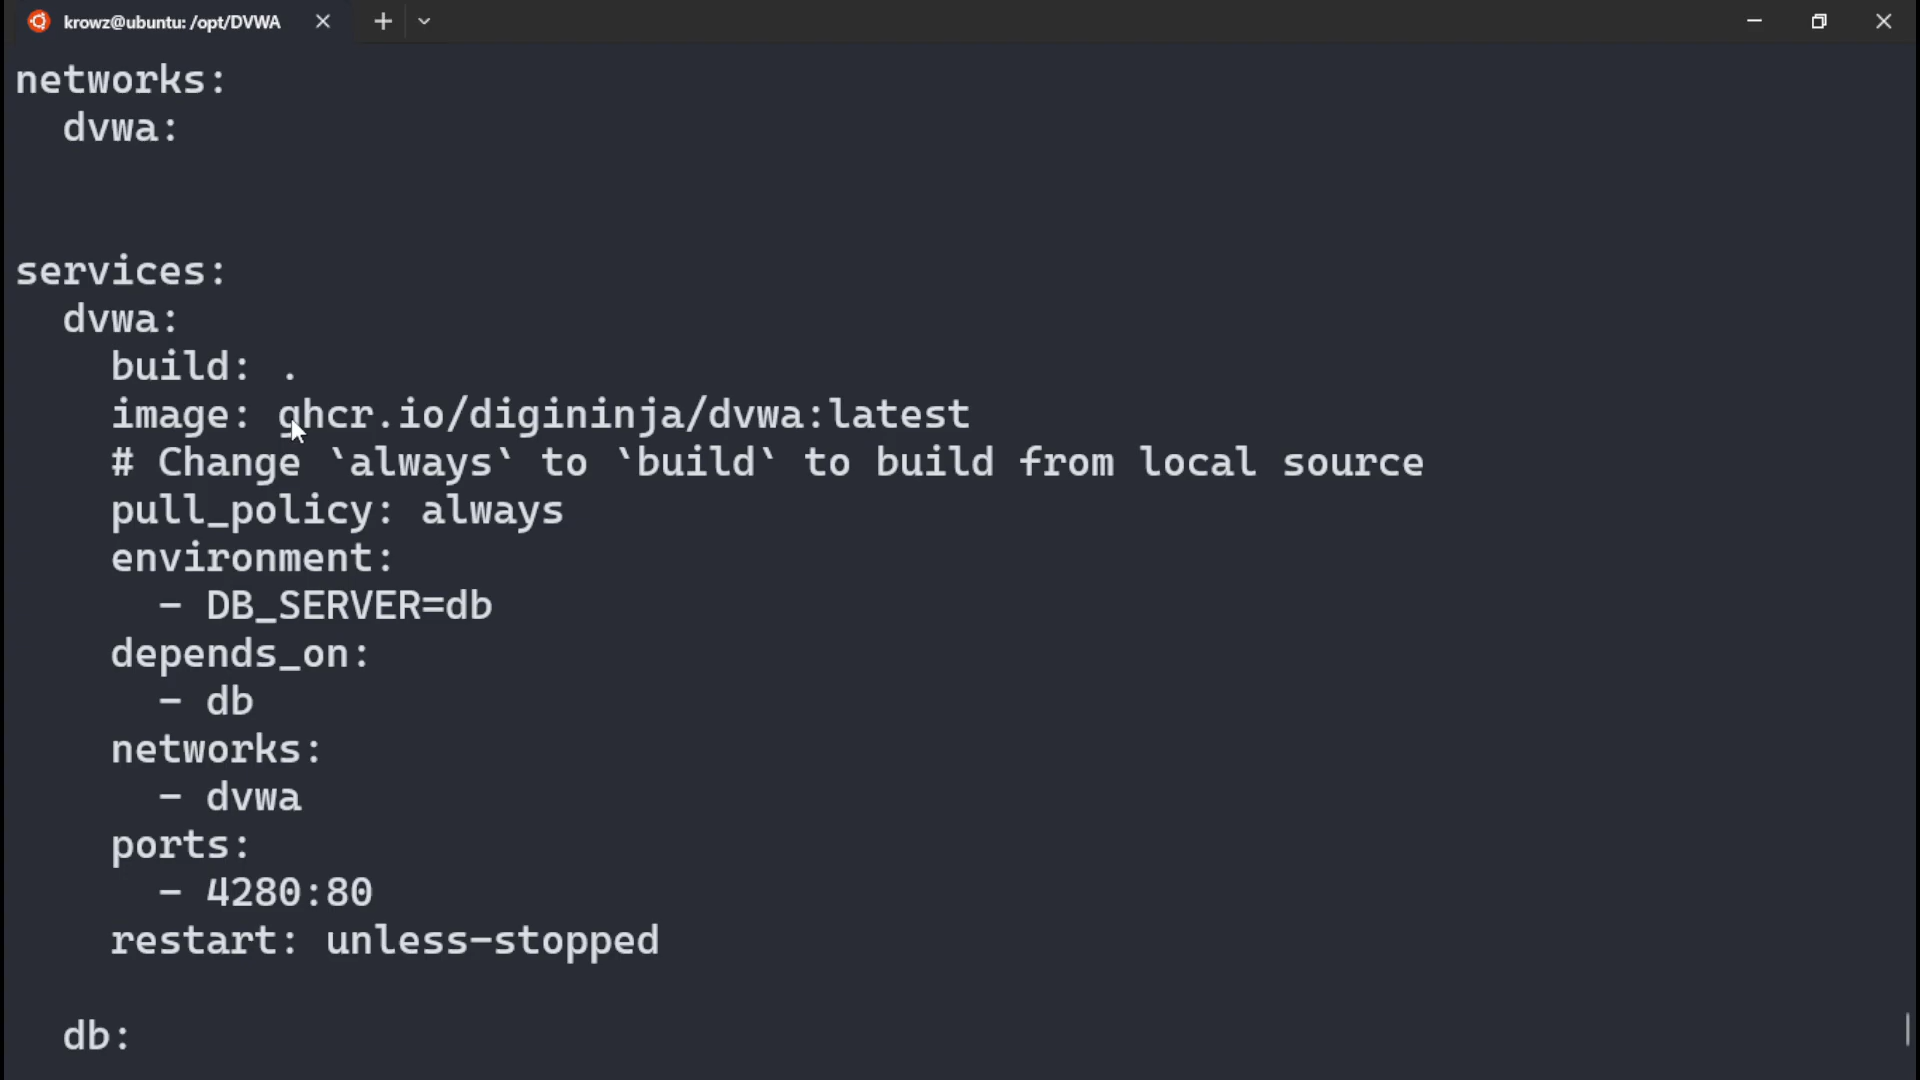 krowz@ubuntu: /opt/DVWA
networks:
  dvwa:
services:
  dvwa:
    build: .
    image: ghcr.io/digininja/dvwa:latest
    # Change `always` to `build` to build from local source
    pull_policy: always
    environment:
      - DB_SERVER=db
    depends_on:
      - db
    networks:
      - dvwa
    ports:
      - 4280:80
    restart: unless-stopped
  db: